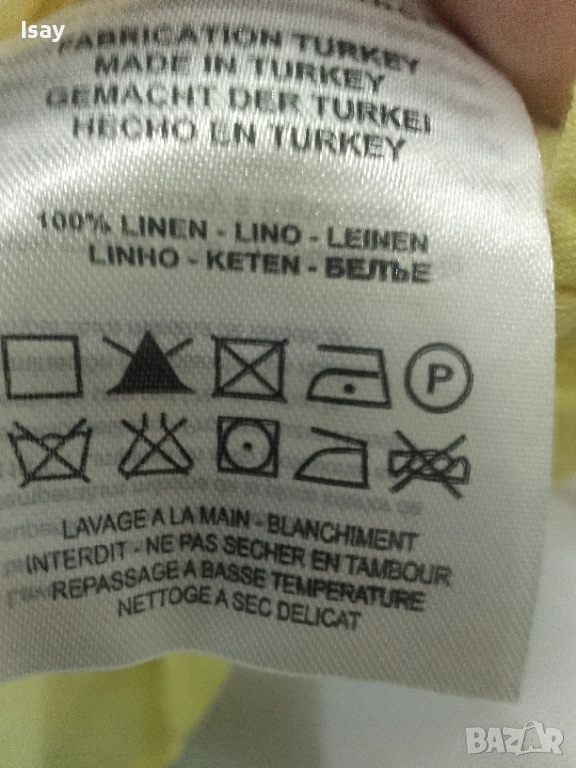 Isay
FABRICATION TURKEY
MADE IN TURKEY
GEMACHT DER TURKEI
HECHO EN TURKEY
100% LINEN - LINO - LEINEN
LINHO - KETEN - БЕЛЬЕ
P
LAVAGE A LA MAIN - BLANCHIMENT
INTERDIT - NE PAS SECHER EN TAMBOUR
REPASSAGE A BASSE TEMPERATURE
NETTOGE A SEC DELICAT
BAZAR